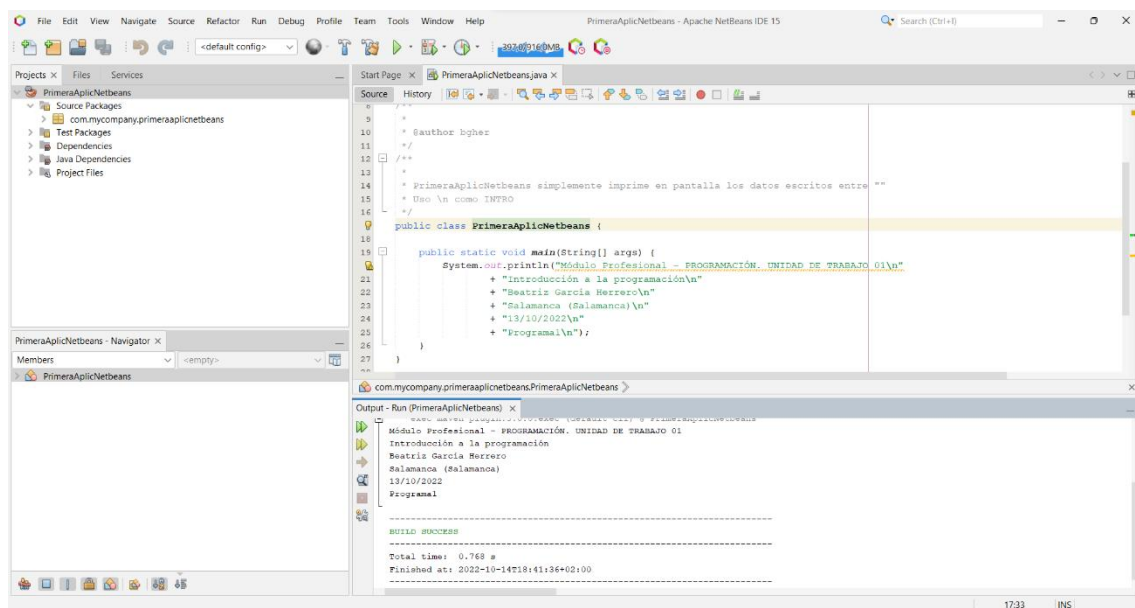 File Edit View Navigate Source Refactor Run Debug Profile Team Tools Window Help
PrimeraAplicNetbeans - Apache NetBeans IDE 15
Search (Ctrl+I)
<default config>
Projects Files Services
PrimeraAplicNetbeans
Source Packages
com.mycompany.primeraaplicnetbeans
Test Packages
Dependencies
Java Dependencies
Project Files
PrimeraAplicNetbeans - Navigator
Members <empty>
PrimeraAplicNetbeans
Start Page PrimeraAplicNetbeans.java
Source History
8 /**
9 *
10 * @author bgher
11 */
12 /**
13 *
14 * PrimeraAplicNetbeans simplemente imprime en pantalla los datos escritos entre ""
15 * Uso \n como INTRO
16 */
public class PrimeraAplicNetbeans {
18
19 public static void main(String[] args) {
System.out.println("Módulo Profesional - PROGRAMACIÓN. UNIDAD DE TRABAJO 01\n"
21 + "Introducción a la programación\n"
22 + "Beatriz García Herrero\n"
23 + "Salamanca (Salamanca)\n"
24 + "13/10/2022\n"
25 + "Programa1\n");
26 }
27 }
com.mycompany.primeraaplicnetbeans.PrimeraAplicNetbeans
Output - Run (PrimeraAplicNetbeans)
Módulo Profesional - PROGRAMACIÓN. UNIDAD DE TRABAJO 01
Introducción a la programación
Beatriz García Herrero
Salamanca (Salamanca)
13/10/2022
Programa1
------------------------------------------------------------------------
BUILD SUCCESS
------------------------------------------------------------------------
Total time: 0.768 s
Finished at: 2022-10-14T18:41:36+02:00
------------------------------------------------------------------------
17:33 INS